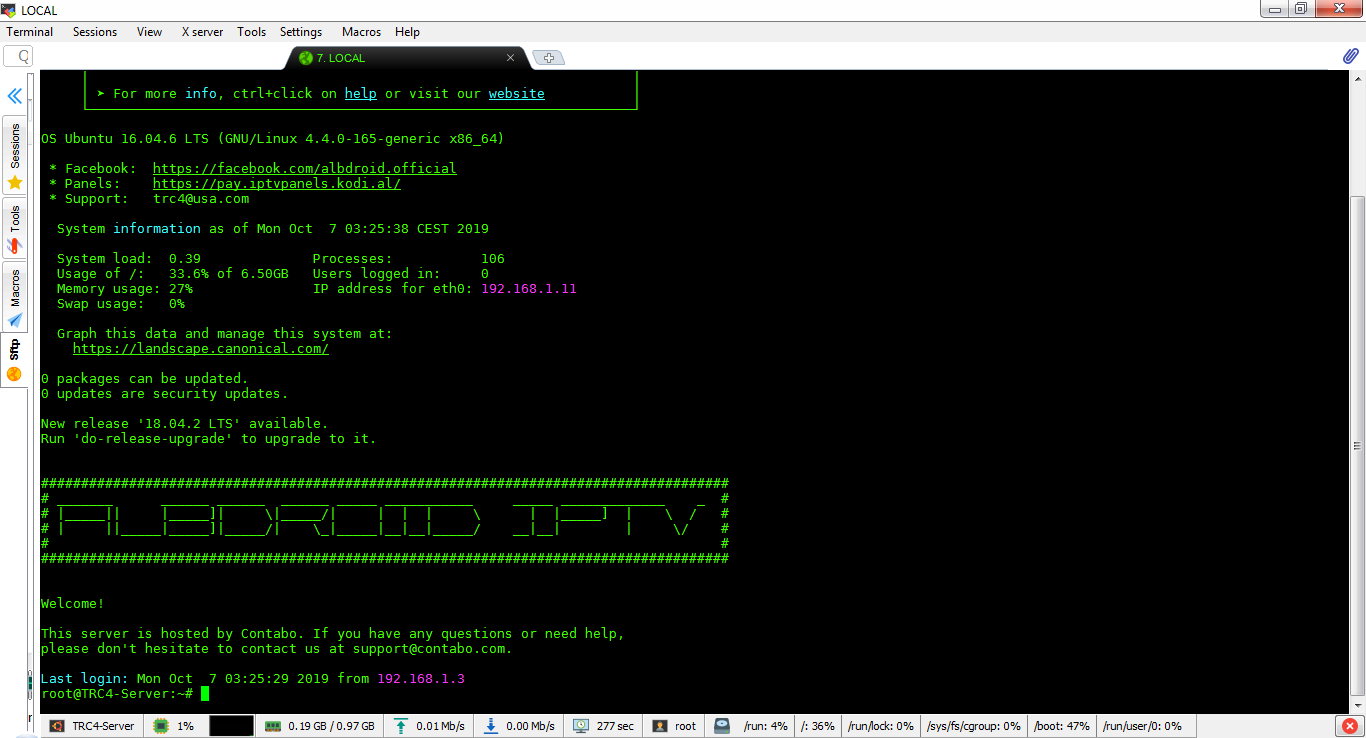 LOCAL
Terminal Sessions View X server Tools Settings Macros Help
7. LOCAL
➤ For more info, ctrl+click on help or visit our website
OS Ubuntu 16.04.6 LTS (GNU/Linux 4.4.0-165-generic x86_64)
* Facebook: https://facebook.com/albdroid.official
* Panels: https://pay.iptvpanels.kodi.al/
* Support: trc4@usa.com
System information as of Mon Oct 7 03:25:38 CEST 2019
System load: 0.39 Processes: 106
Usage of /: 33.6% of 6.50GB Users logged in: 0
Memory usage: 27% IP address for eth0: 192.168.1.11
Swap usage: 0%
Graph this data and manage this system at:
https://landscape.canonical.com/
0 packages can be updated.
0 updates are security updates.
New release '18.04.2 LTS' available.
Run 'do-release-upgrade' to upgrade to it.
ALBDROID IPTV
Welcome!
This server is hosted by Contabo. If you have any questions or need help,
please don't hesitate to contact us at support@contabo.com.
Last login: Mon Oct 7 03:25:29 2019 from 192.168.1.3
root@TRC4-Server:~#
Sessions
Tools
Macros
Sftp
TRC4-Server 1% 0.19 GB / 0.97 GB 0.01 Mb/s 0.00 Mb/s 277 sec root /run: 4% /: 36% /run/lock: 0% /sys/fs/cgroup: 0% /boot: 47% /run/user/0: 0%